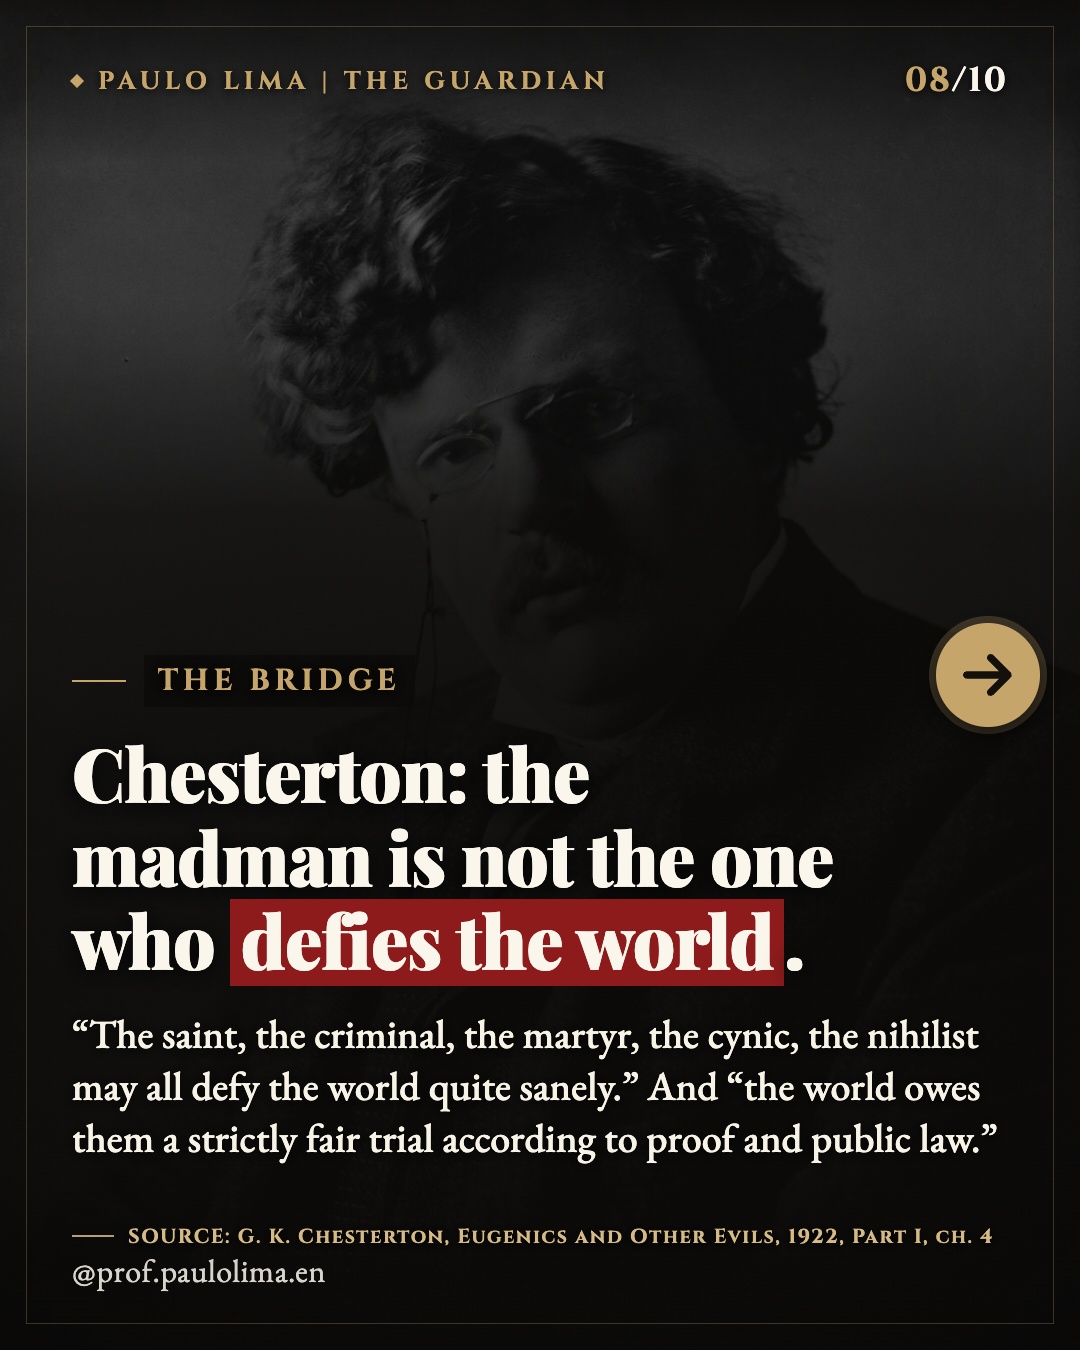 ◆ PAULO LIMA | THE GUARDIAN
08/10
THE BRIDGE
Chesterton: the
madman is not the one
who defies the world.
“The saint, the criminal, the martyr, the cynic, the nihilist
may all defy the world quite sanely.” And “the world owes
them a strictly fair trial according to proof and public law.”
SOURCE: G. K. Chesterton, Eugenics and Other Evils, 1922, Part I, ch. 4
@prof.paulolima.en